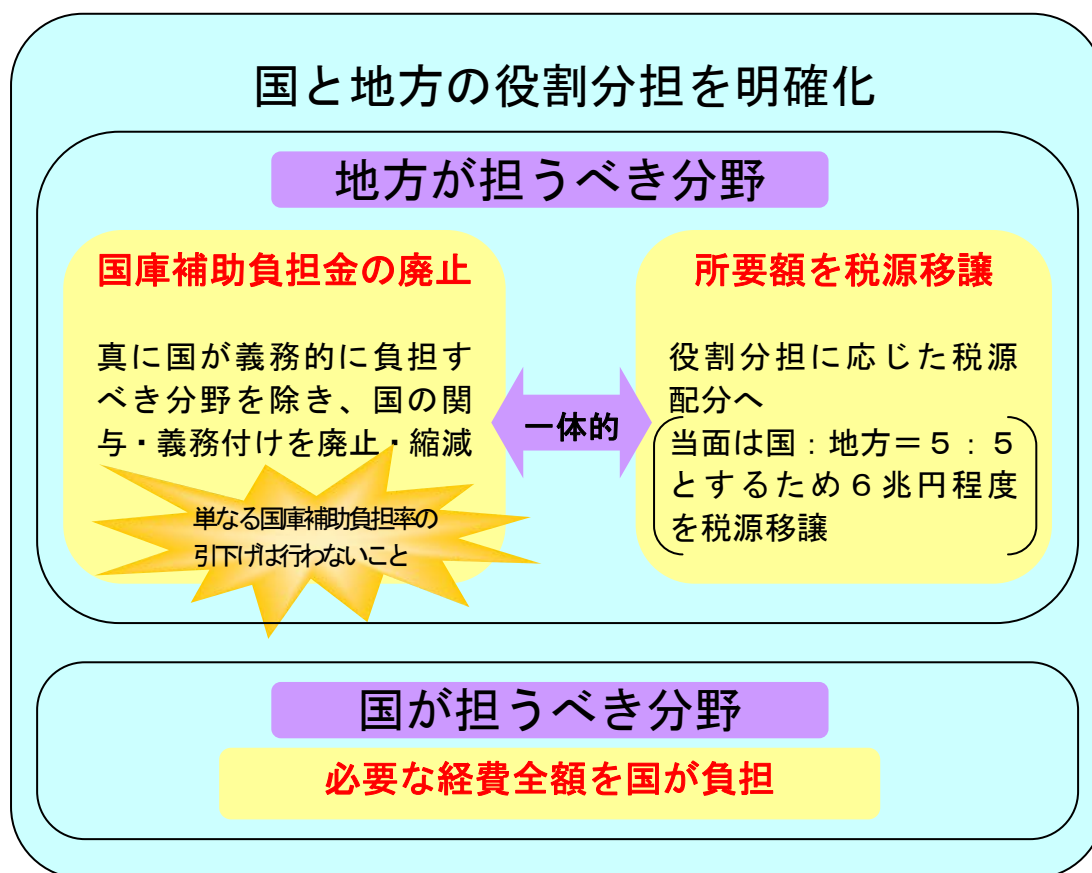 国と地方の役割分担を明確化
地方が担うべき分野
国庫補助負担金の廃止
真に国が義務的に負担す
べき分野を除き、国の関
与・義務付けを廃止・縮減
単なる国庫補助負担率の
引下げは行わないこと
一体的
所要額を税源移譲
役割分担に応じた税源
配分へ
当面は国：地方＝５：５
とするため６兆円程度
を税源移譲
国が担うべき分野
必要な経費全額を国が負担